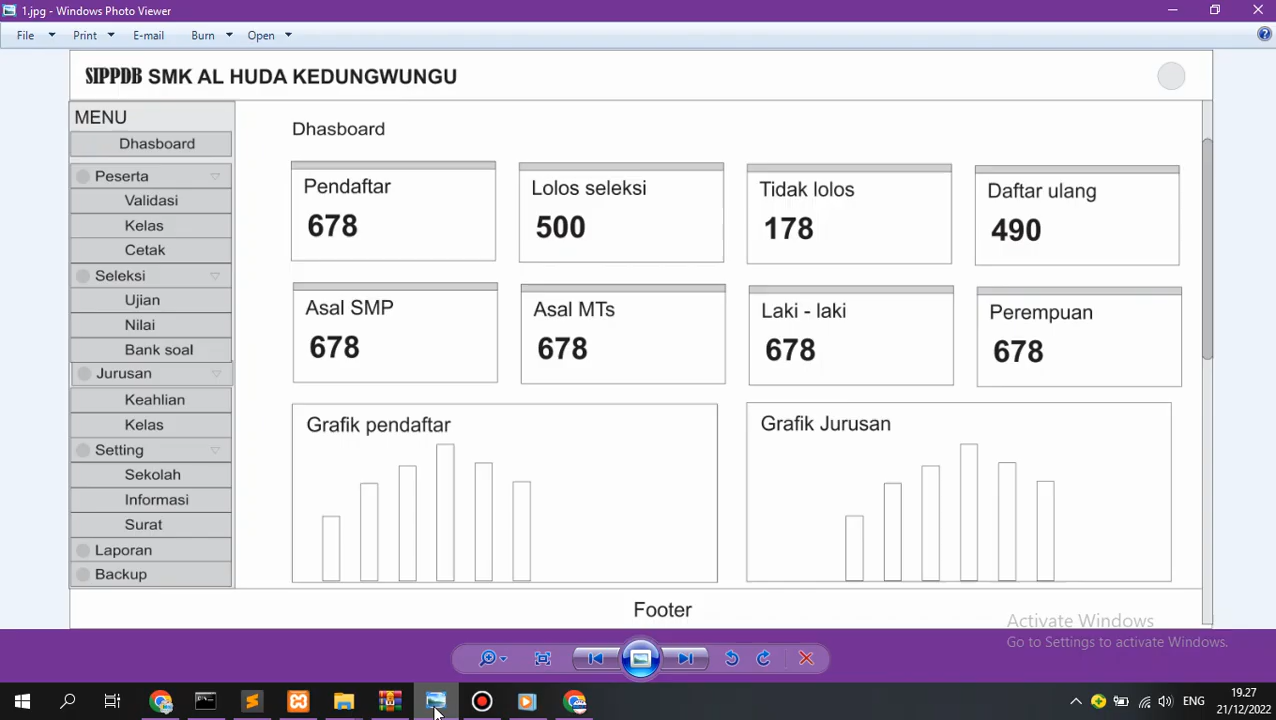 1.jpg - Windows Photo Viewer
File Print E-mail Burn Open
SIPPDB SMK AL HUDA KEDUNGWUNGU
MENU
Dhasboard
Peserta
Validasi
Kelas
Cetak
Seleksi
Ujian
Nilai
Bank soal
Jurusan
Keahlian
Kelas
Setting
Sekolah
Informasi
Surat
Laporan
Backup
Dhasboard
Pendaftar
678
Lolos seleksi
500
Tidak lolos
178
Daftar ulang
490
Asal SMP
678
Asal MTs
678
Laki - laki
678
Perempuan
678
Grafik pendaftar
Grafik Jurusan
Footer
Activate Windows
Go to Settings to activate Windows.
ENG
19.27
21/12/2022